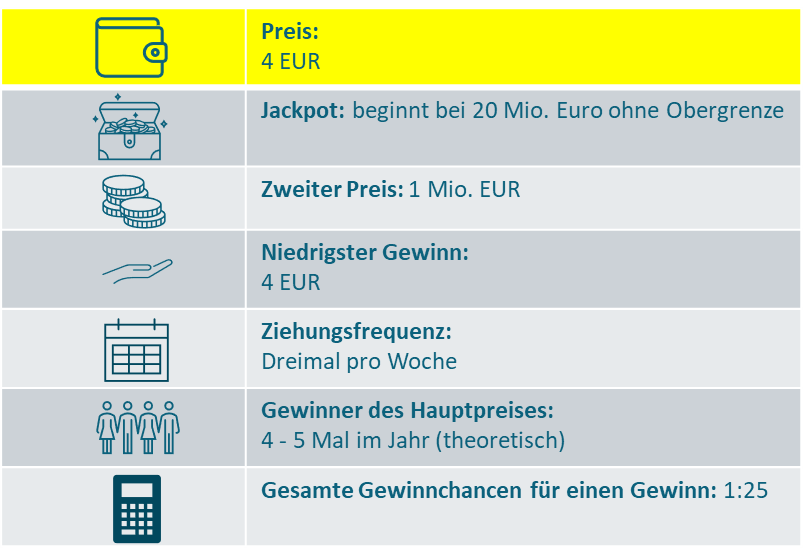 Preis:
4 EUR
Jackpot: beginnt bei 20 Mio. Euro ohne Obergrenze
Zweiter Preis: 1 Mio. EUR
Niedrigster Gewinn:
4 EUR
Ziehungsfrequenz:
Dreimal pro Woche
Gewinner des Hauptpreises:
4 - 5 Mal im Jahr (theoretisch)
Gesamte Gewinnchancen für einen Gewinn: 1:25